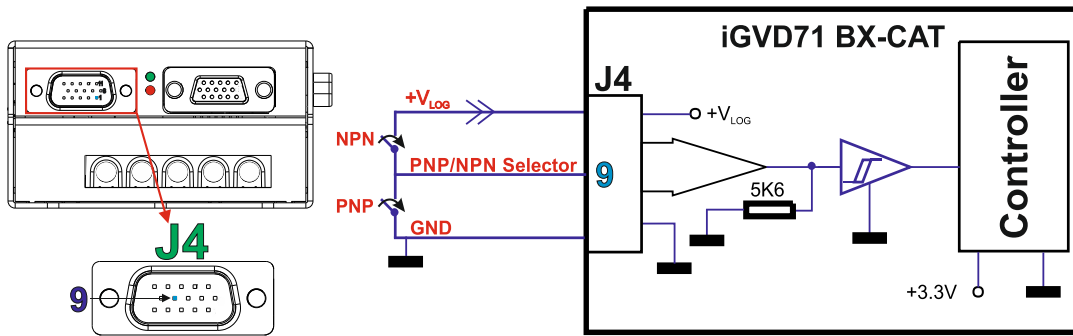 J4
9
+VLOG
NPN
PNP/NPN Selector
PNP
GND
iGVD71 BX-CAT
J4
9
+VLOG
5K6
Controller
+3.3V